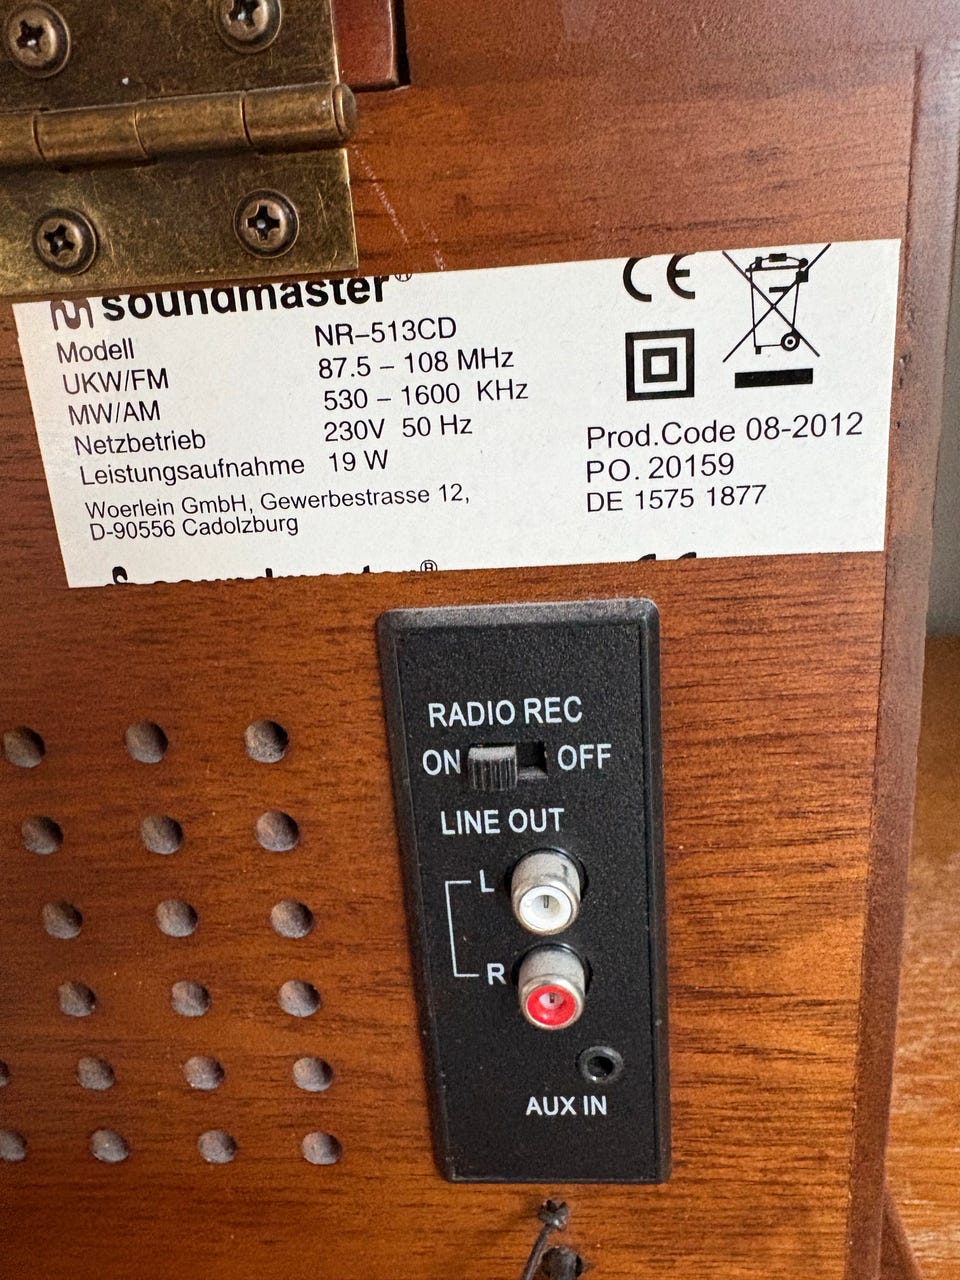 soundmaster®
Modell NR-513CD
UKW/FM 87.5 – 108 MHz
MW/AM 530 – 1600 KHz
Netzbetrieb 230V 50 Hz
Leistungsaufnahme 19 W
Woerlein GmbH, Gewerbestrasse 12,
D-90556 Cadolzburg
CE
Prod.Code 08-2012
PO. 20159
DE 1575 1877
soundmaster®
RADIO REC
ON OFF
LINE OUT
L
R
AUX IN